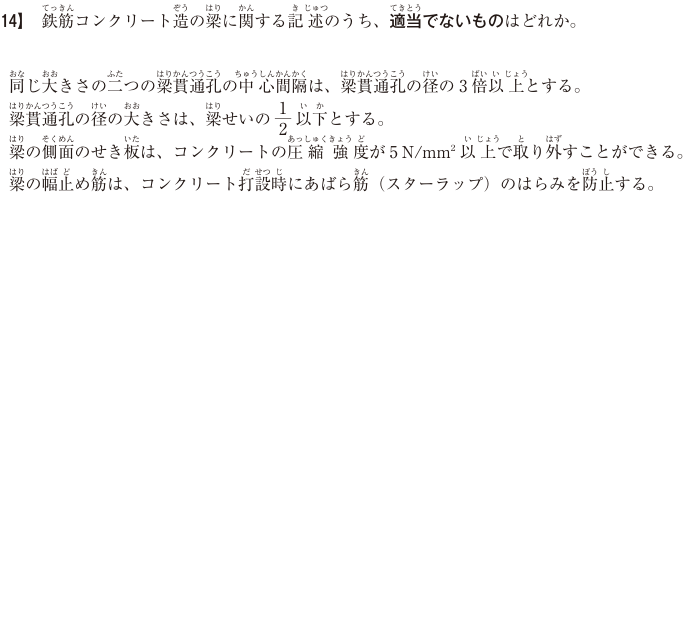 14】 鉄筋コンクリート造の梁に関する記述のうち、適当でないものはどれか。
同じ大きさの二つの梁貫通孔の中心間隔は、梁貫通孔の径の3倍以上とする。
梁貫通孔の径の大きさは、梁せいの1/2以下とする。
梁の側面のせき板は、コンクリートの圧縮強度が5N/mm²以上で取り外すことができる。
梁の幅止め筋は、コンクリート打設時にあばら筋（スターラップ）のはらみを防止する。